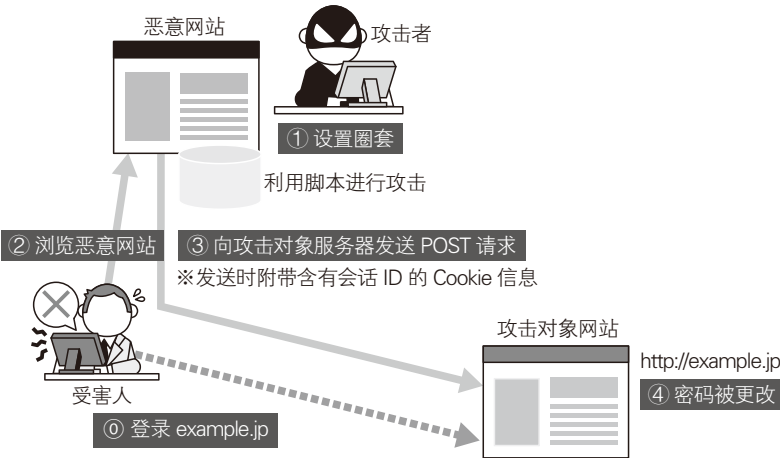 恶意网站
攻击者
① 设置圈套
利用脚本进行攻击
② 浏览恶意网站
③ 向攻击对象服务器发送 POST 请求
※发送时附带含有会话 ID 的 Cookie 信息
攻击对象网站
http://example.jp
④ 密码被更改
受害人
⓪ 登录 example.jp